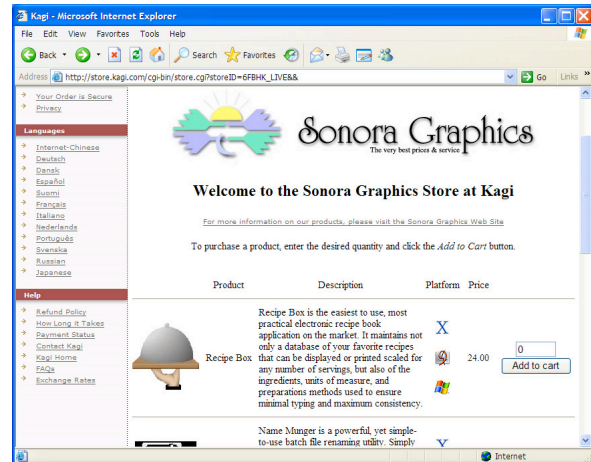 Kagi - Microsoft Internet Explorer
File Edit View Favorites Tools Help
Back Search Favorites
Address http://store.kagi.com/cgi-bin/store.cgi?storeID=6FBHK_LIVE&& Go Links »
Your Order is Secure
Privacy
Languages
Internet-Chinese
Deutsch
Dansk
Español
Suomi
Français
Italiano
Nederlands
Português
Svenska
Russian
Japanese
Help
Refund Policy
How Long it Takes
Payment Status
Contact Kagi
Kagi Home
FAQs
Exchange Rates
Sonora Graphics
The very best prices & service
Welcome to the Sonora Graphics Store at Kagi
For more information on our products, please visit the Sonora Graphics Web Site
To purchase a product, enter the desired quantity and click the Add to Cart button.
Product Description Platform Price
Recipe Box
Recipe Box is the easiest to use, most
practical electronic recipe book
application on the market. It maintains not
only a database of your favorite recipes
that can be displayed or printed scaled for
any number of servings, but also of the
ingredients, units of measure, and
preparations methods used to ensure
minimal typing and maximum consistency.
X
24.00
0
Add to cart
Name Munger is a powerful, yet simple-
to-use batch file renaming utility. Simply
X
Internet